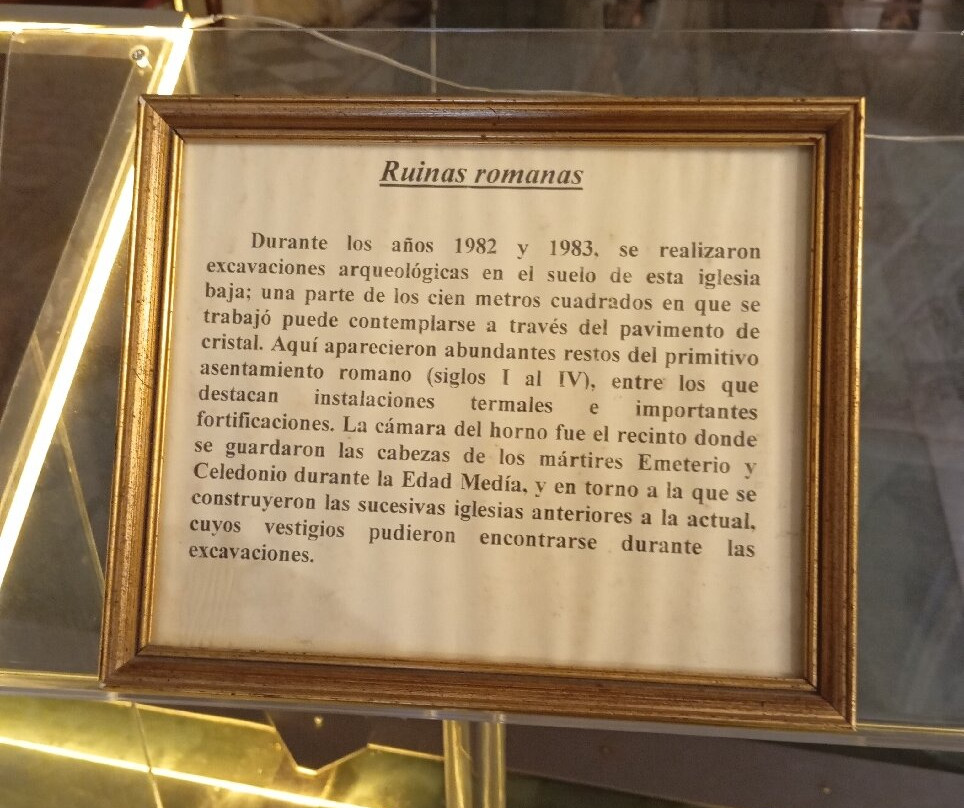 Ruinas romanas
Durante los años 1982 y 1983, se realizaron
excavaciones arqueológicas en el suelo de esta iglesia
baja; una parte de los cien metros cuadrados en que se
trabajó puede contemplarse a través del pavimento de
cristal. Aquí aparecieron abundantes restos del primitivo
asentamiento romano (siglos I al IV), entre los que
destacan instalaciones termales e importantes
fortificaciones. La cámara del horno fue el recinto donde
se guardaron las cabezas de los mártires Emeterio y
Celedonio durante la Edad Medía, y en torno a la que se
construyeron las sucesivas iglesias anteriores a la actual,
cuyos vestigios pudieron encontrarse durante las
excavaciones.